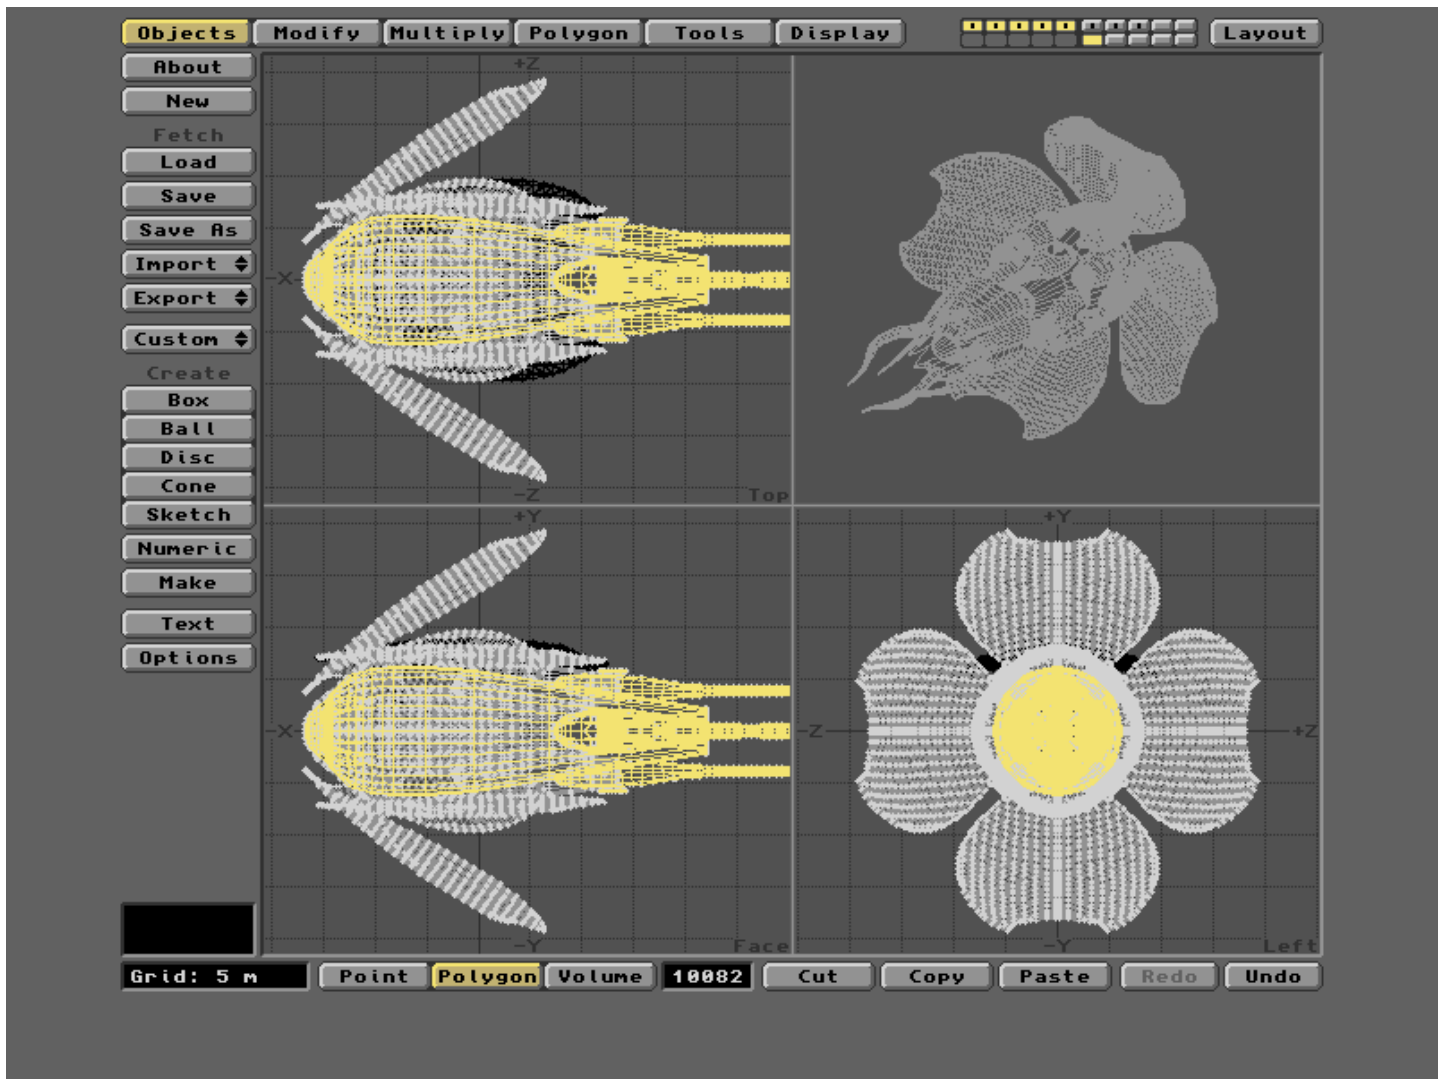 Objects Modify Multiply Polygon Tools Display Layout
About
New
Fetch
Load
Save
Save As
Import
Export
Custom
Create
Box
Ball
Disc
Cone
Sketch
Numeric
Make
Text
Options
+Z
-X
-Z
Top
+Y
-X
-Y
Face
+Y
-Z
+Z
-Y
Left
Grid: 5 m Point Polygon Volume 10082 Cut Copy Paste Redo Undo